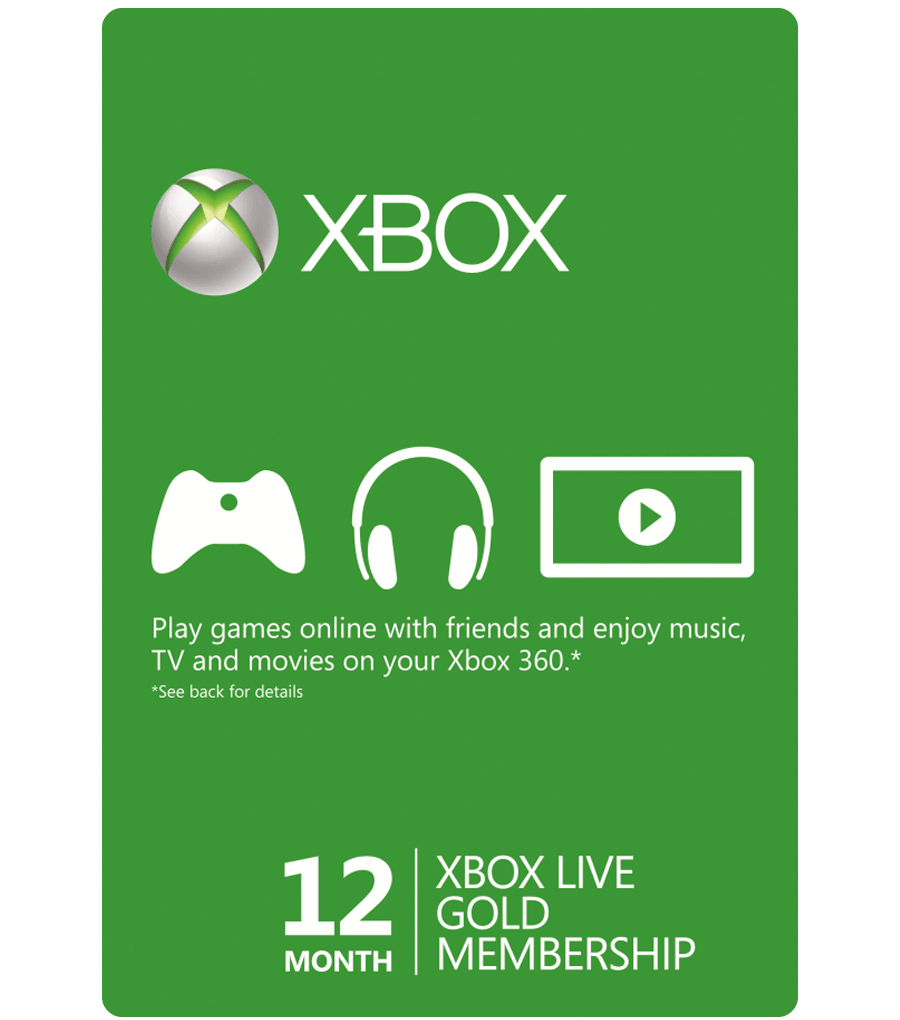 XBOX
Play games online with friends and enjoy music,
TV and movies on your Xbox 360.*
*See back for details
12
MONTH
XBOX LIVE
GOLD
MEMBERSHIP